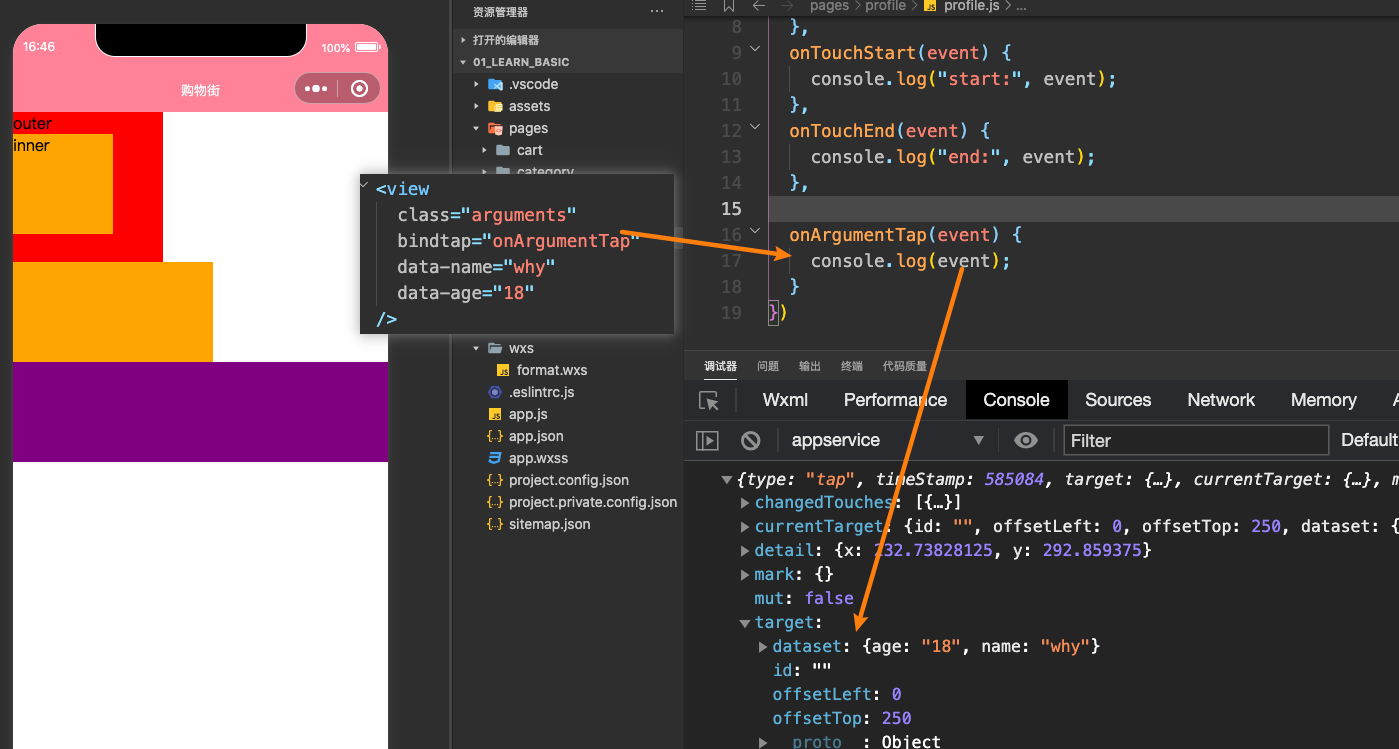 16:46
100%
购物街
outer
inner
资源管理器
打开的编辑器
01_LEARN_BASIC
.vscode
assets
pages
cart
category
<view
class="arguments"
bindtap="onArgumentTap"
data-name="why"
data-age="18"
/>
wxs
format.wxs
.eslintrc.js
app.js
app.json
app.wxss
project.config.json
project.private.config.json
sitemap.json
pages > profile > JS profile.js > ...
8 },
9 onTouchStart(event) {
10 console.log("start:", event);
11 },
12 onTouchEnd(event) {
13 console.log("end:", event);
14 },
15
16 onArgumentTap(event) {
17 console.log(event);
18 }
19 })
调试器 问题 输出 终端 代码质量
Wxml Performance Console Sources Network Memory A
appservice Filter Default
{type: "tap", timeStamp: 585084, target: {…}, currentTarget: {…}, m
changedTouches: [{…}]
currentTarget: {id: "", offsetLeft: 0, offsetTop: 250, dataset: {
detail: {x: 232.73828125, y: 292.859375}
mark: {}
mut: false
target:
dataset: {age: "18", name: "why"}
id: ""
offsetLeft: 0
offsetTop: 250
__proto__: Object